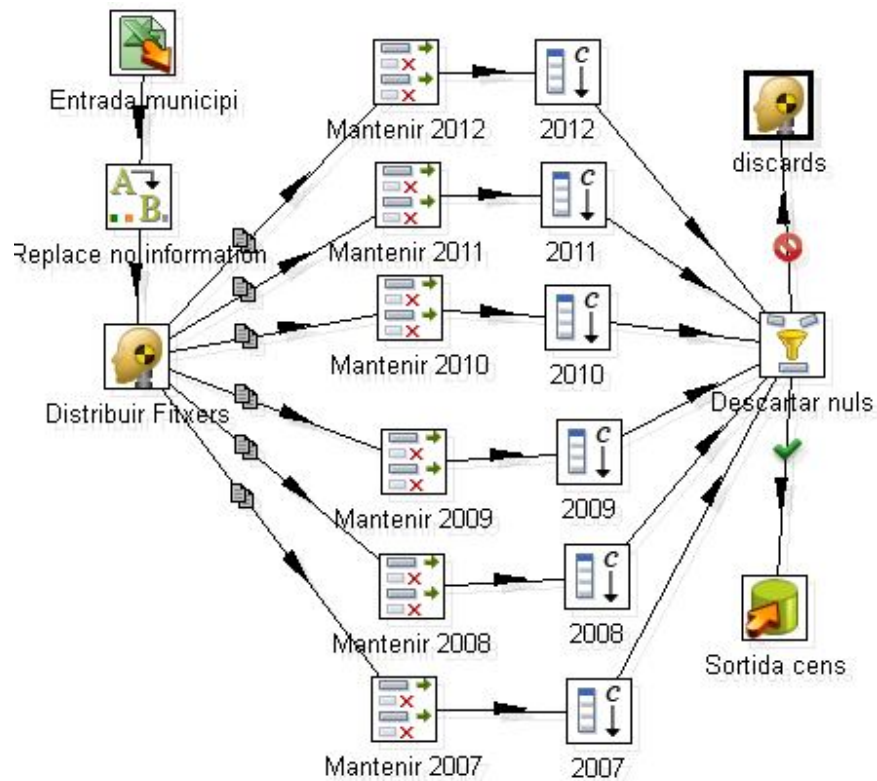 Entrada municipi
Replace no information
Distribuir Fitxers
Mantenir 2012
2012
Mantenir 2011
2011
Mantenir 2010
2010
Mantenir 2009
2009
Mantenir 2008
2008
Mantenir 2007
2007
discards
Descartar nuls
Sortida cens